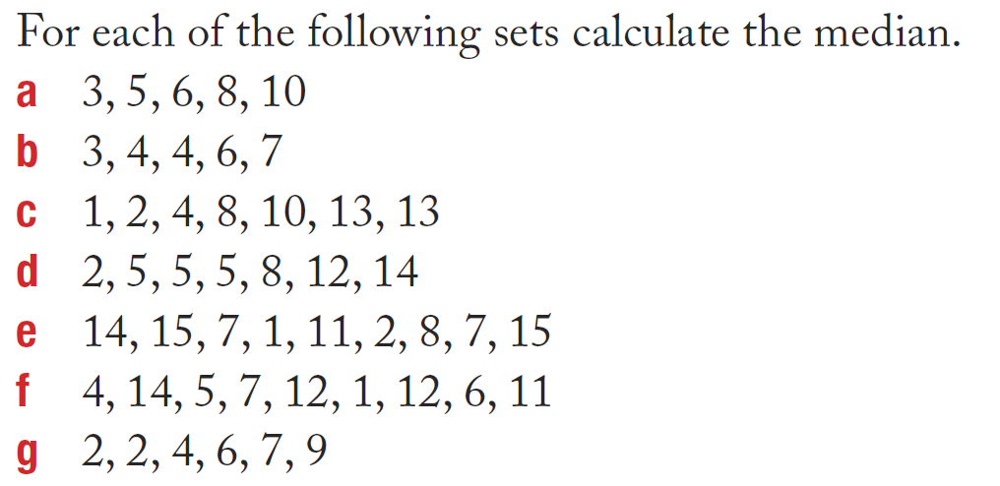 For each of the following sets calculate the median.
a 3, 5, 6, 8, 10
b 3, 4, 4, 6, 7
c 1, 2, 4, 8, 10, 13, 13
d 2, 5, 5, 5, 8, 12, 14
e 14, 15, 7, 1, 11, 2, 8, 7, 15
f 4, 14, 5, 7, 12, 1, 12, 6, 11
g 2, 2, 4, 6, 7, 9